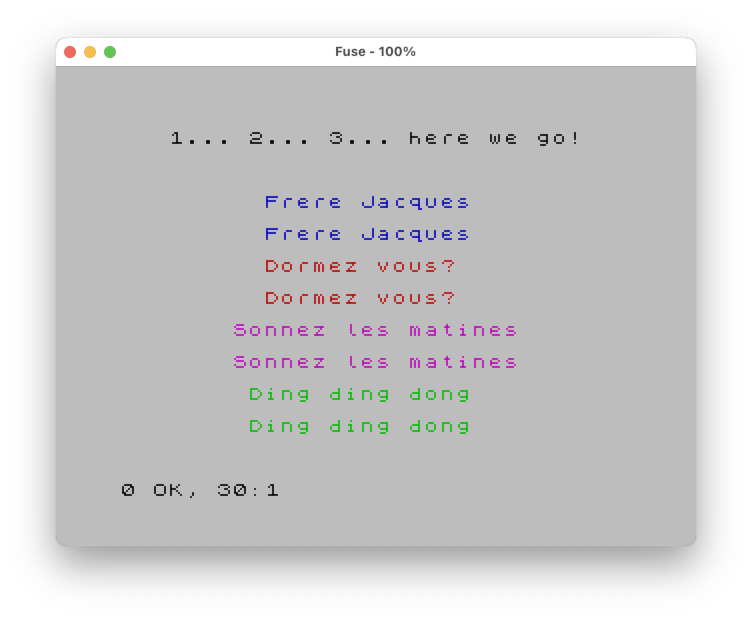 Fuse - 100%
1... 2... 3... here we go!
Frere Jacques
Frere Jacques
Dormez vous?
Dormez vous?
Sonnez les matines
Sonnez les matines
Ding ding dong
Ding ding dong
0 OK, 30:1